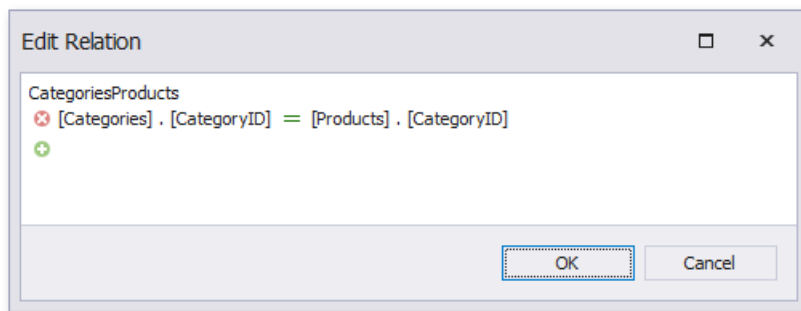 Edit Relation
CategoriesProducts
[Categories] . [CategoryID] = [Products] . [CategoryID]
OK Cancel